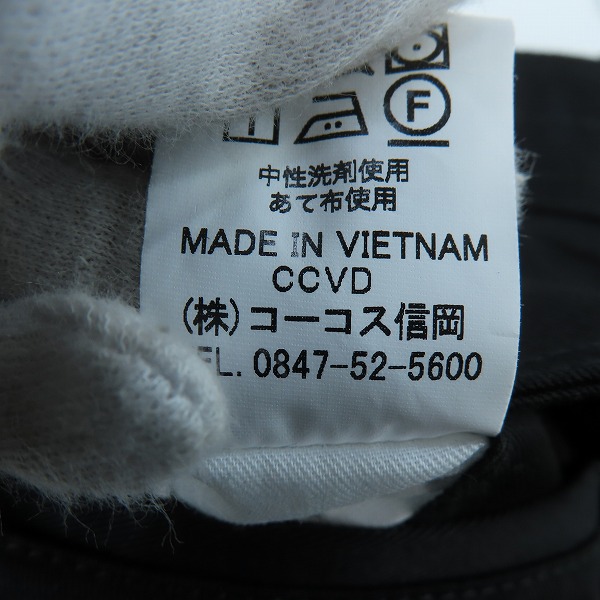 F
中性洗剤使用
あて布使用
MADE IN VIETNAM
CCVD
(株)コーコス信岡
TEL. 0847-52-5600